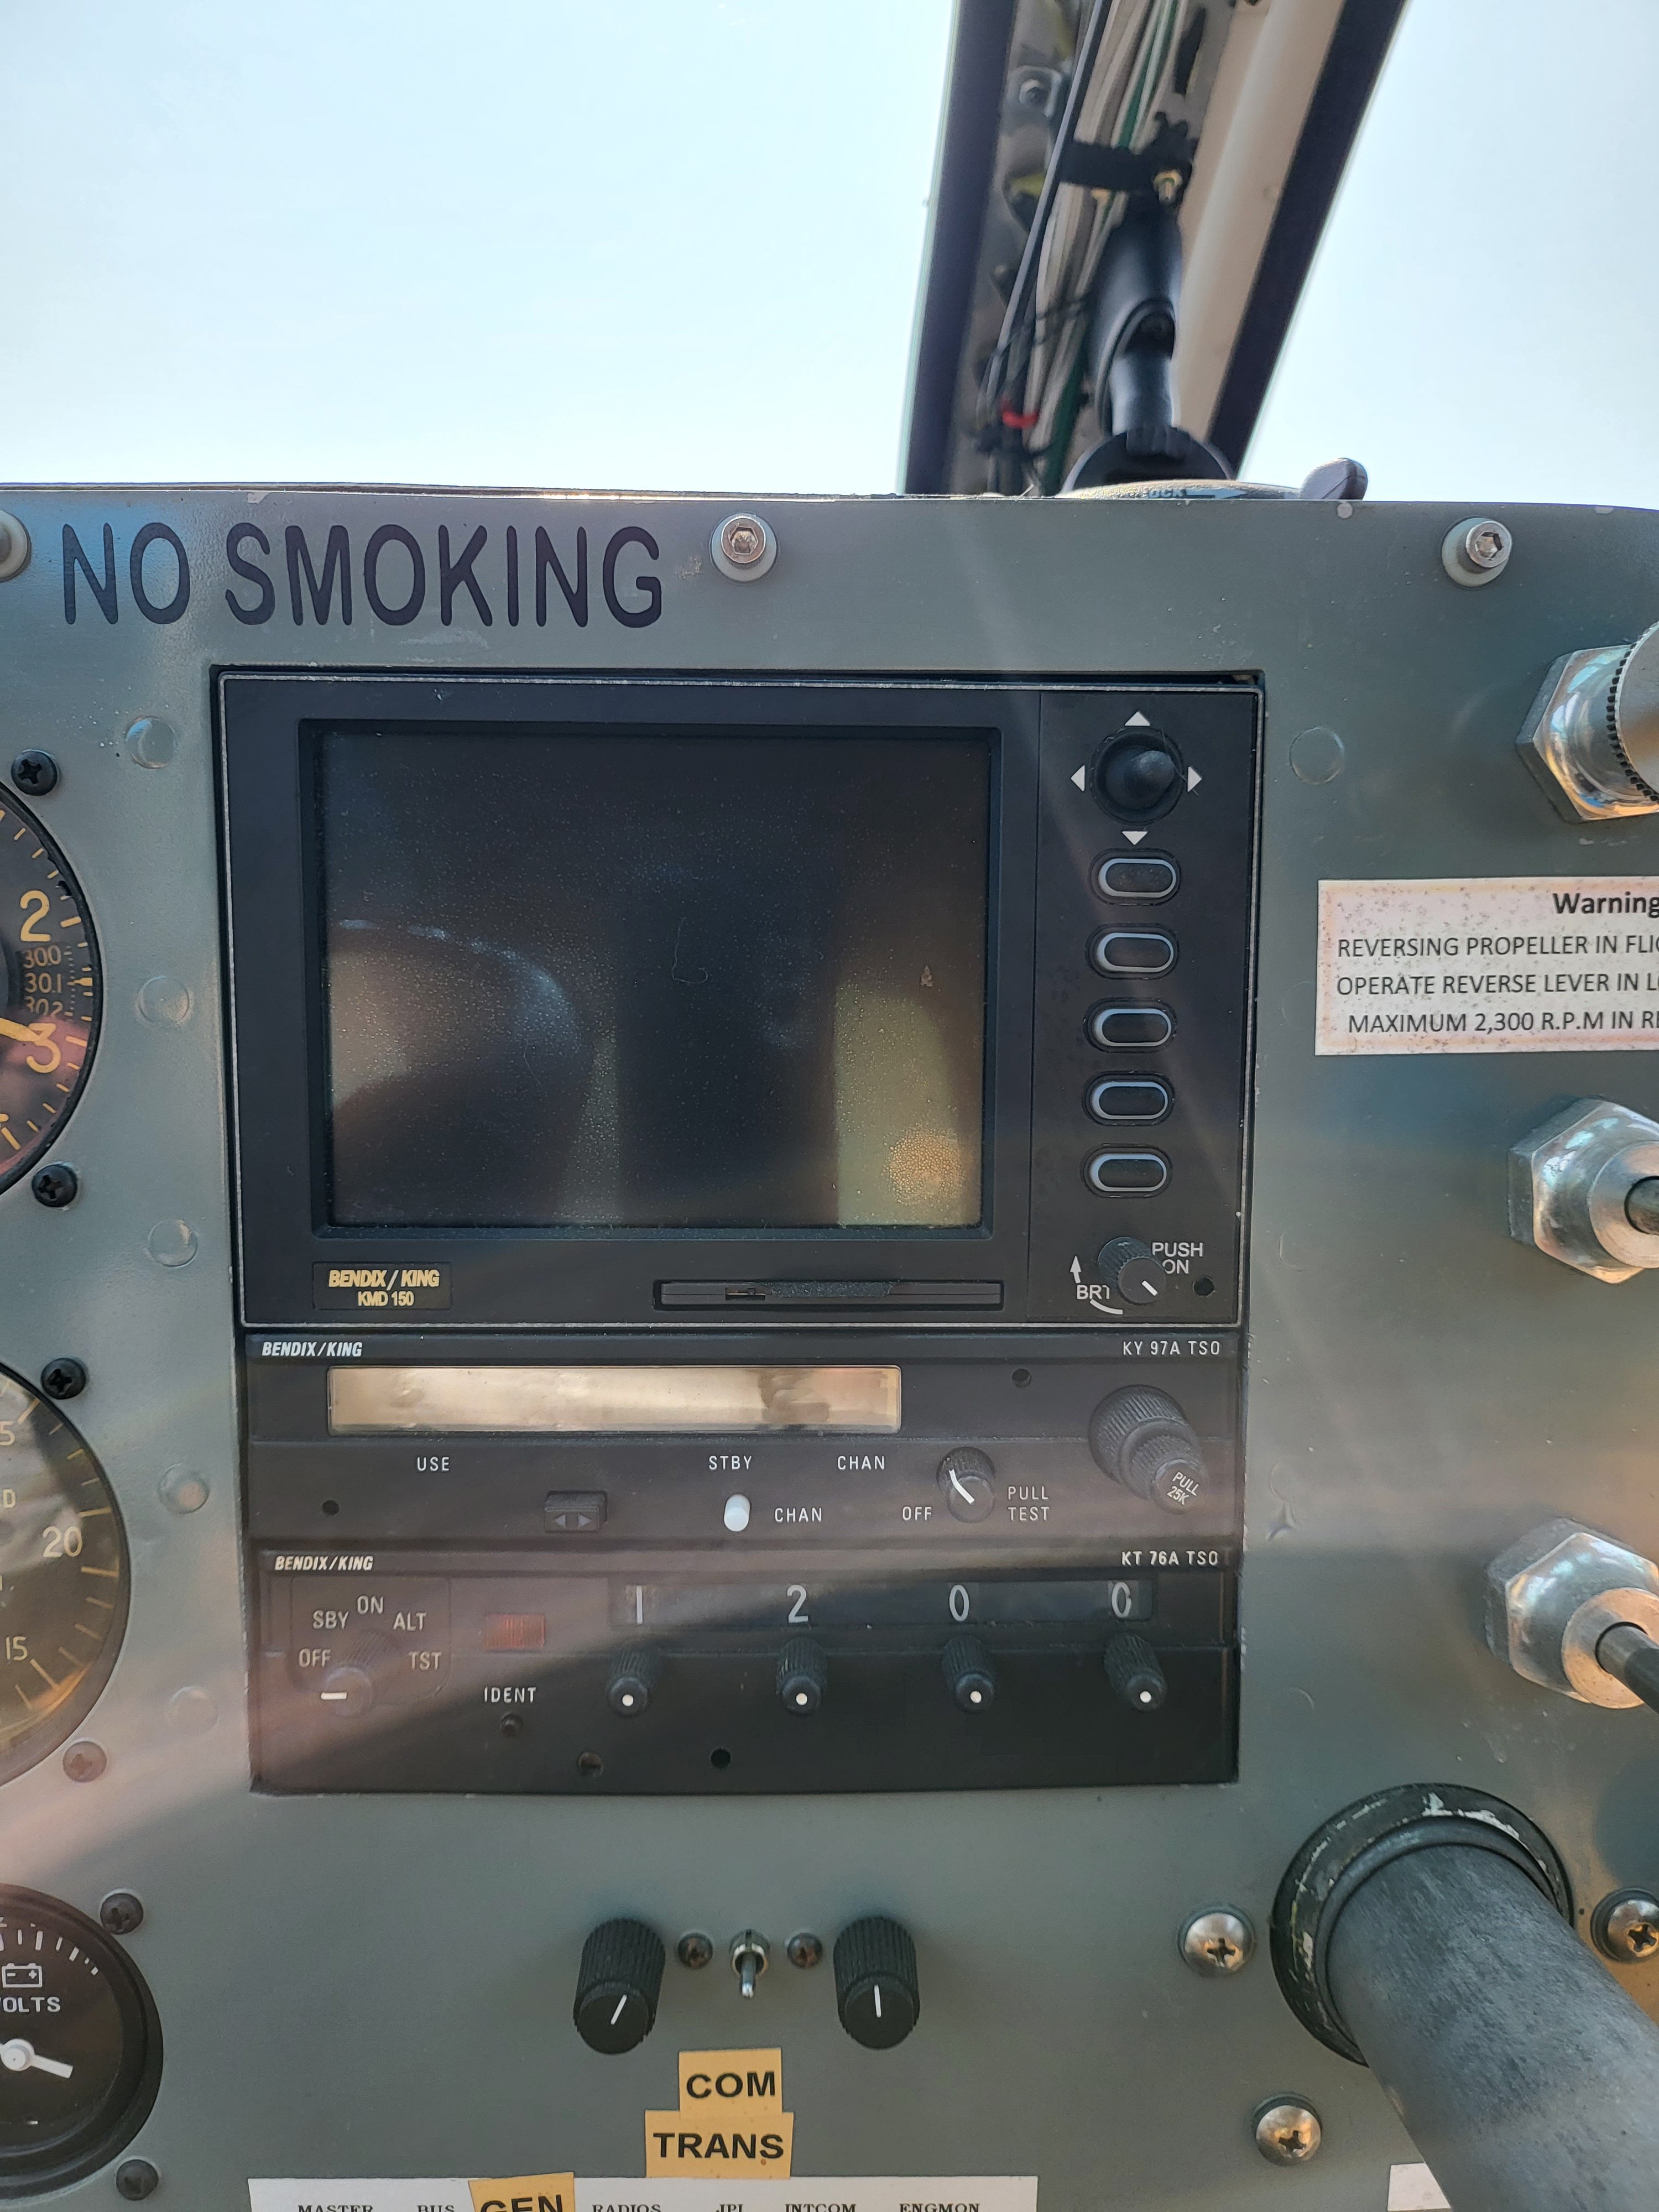 LOCK
NO SMOKING
2
30.0
30.1
30.2
3
Warning
REVERSING PROPELLER IN
OPERATE REVERSE LEVER IN
MAXIMUM 2,300 R.P.M IN
PUSH
ON
BRT
BENDIX/KING
KMD 150
BENDIX/KING
KY 97A TSO
USE
STBY
CHAN
CHAN
OFF
PULL
TEST
PULL
25K
BENDIX/KING
KT 76A TSO
OFF
SBY
ON
ALT
TST
IDENT
1 2 0 0
20
15
VOLTS
COM
TRANS
MASTER BUS GEN RADIOS JPI INTCOM ENGMON